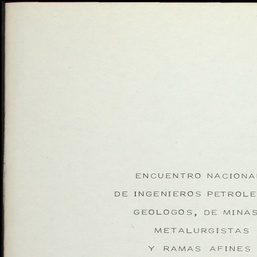 ENCUENTRO NACIONA
DE INGENIEROS PETROLE
GEOLOGOS, DE MINAS
METALURGISTAS
Y RAMAS AFINES